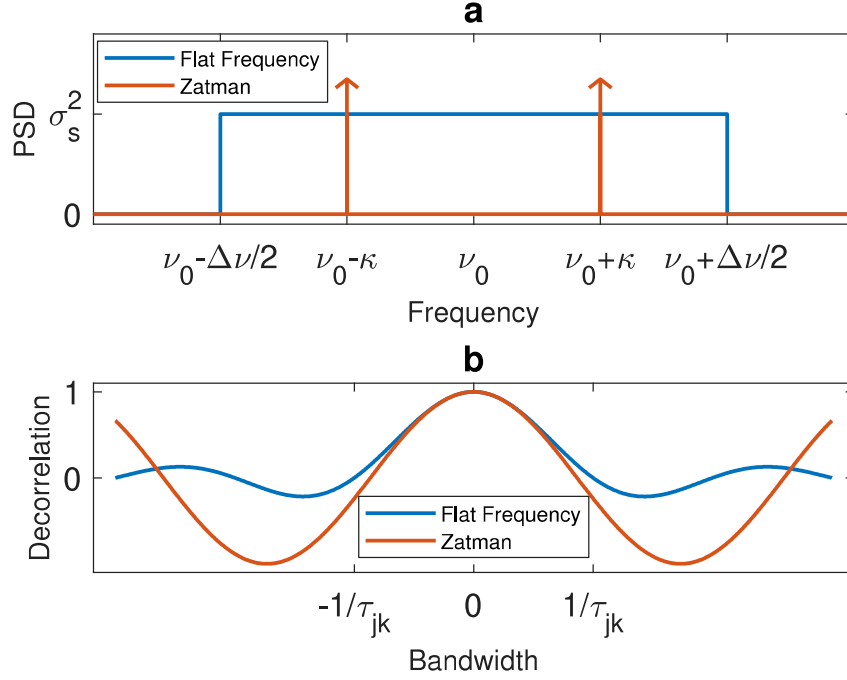 a
Flat Frequency
Zatman
PSD
σ_s^2
0
ν_0-Δν/2 ν_0-κ ν_0 ν_0+κ ν_0+Δν/2
Frequency
b
Decorrelation
1
0
Flat Frequency
Zatman
-1/τ_jk 0 1/τ_jk
Bandwidth